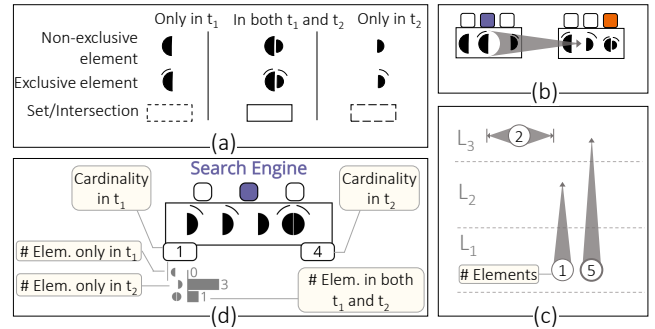 Only in t1
In both t1 and t2
Only in t2
Non-exclusive
element
Exclusive element
Set/Intersection
(a)
(b)
Search Engine
Cardinality
in t1
Cardinality
in t2
1
4
# Elem. only in t1
# Elem. only in t2
0
3
1
# Elem. in both
t1 and t2
(d)
L3
2
L2
L1
# Elements
1
5
(c)